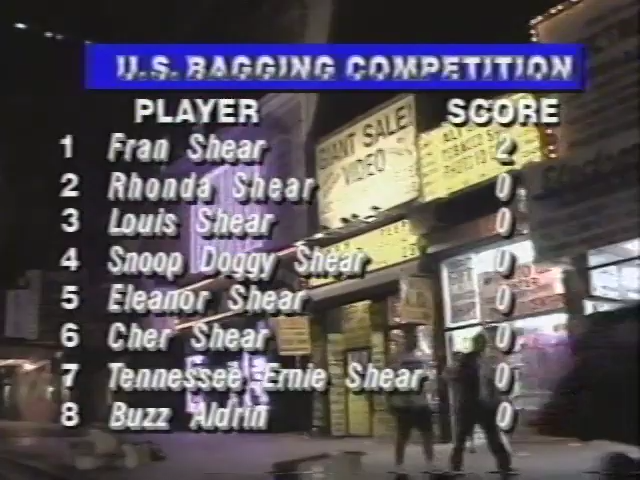 U.S. BAGGING COMPETITION
PLAYER SCORE
1 Fran Shear 2
2 Rhonda Shear 0
3 Louis Shear 0
4 Snoop Doggy Shear 0
5 Eleanor Shear 0
6 Cher Shear 0
7 Tennessee Ernie Shear 0
8 Buzz Aldrin 0
GIANT SALE
VIDEO